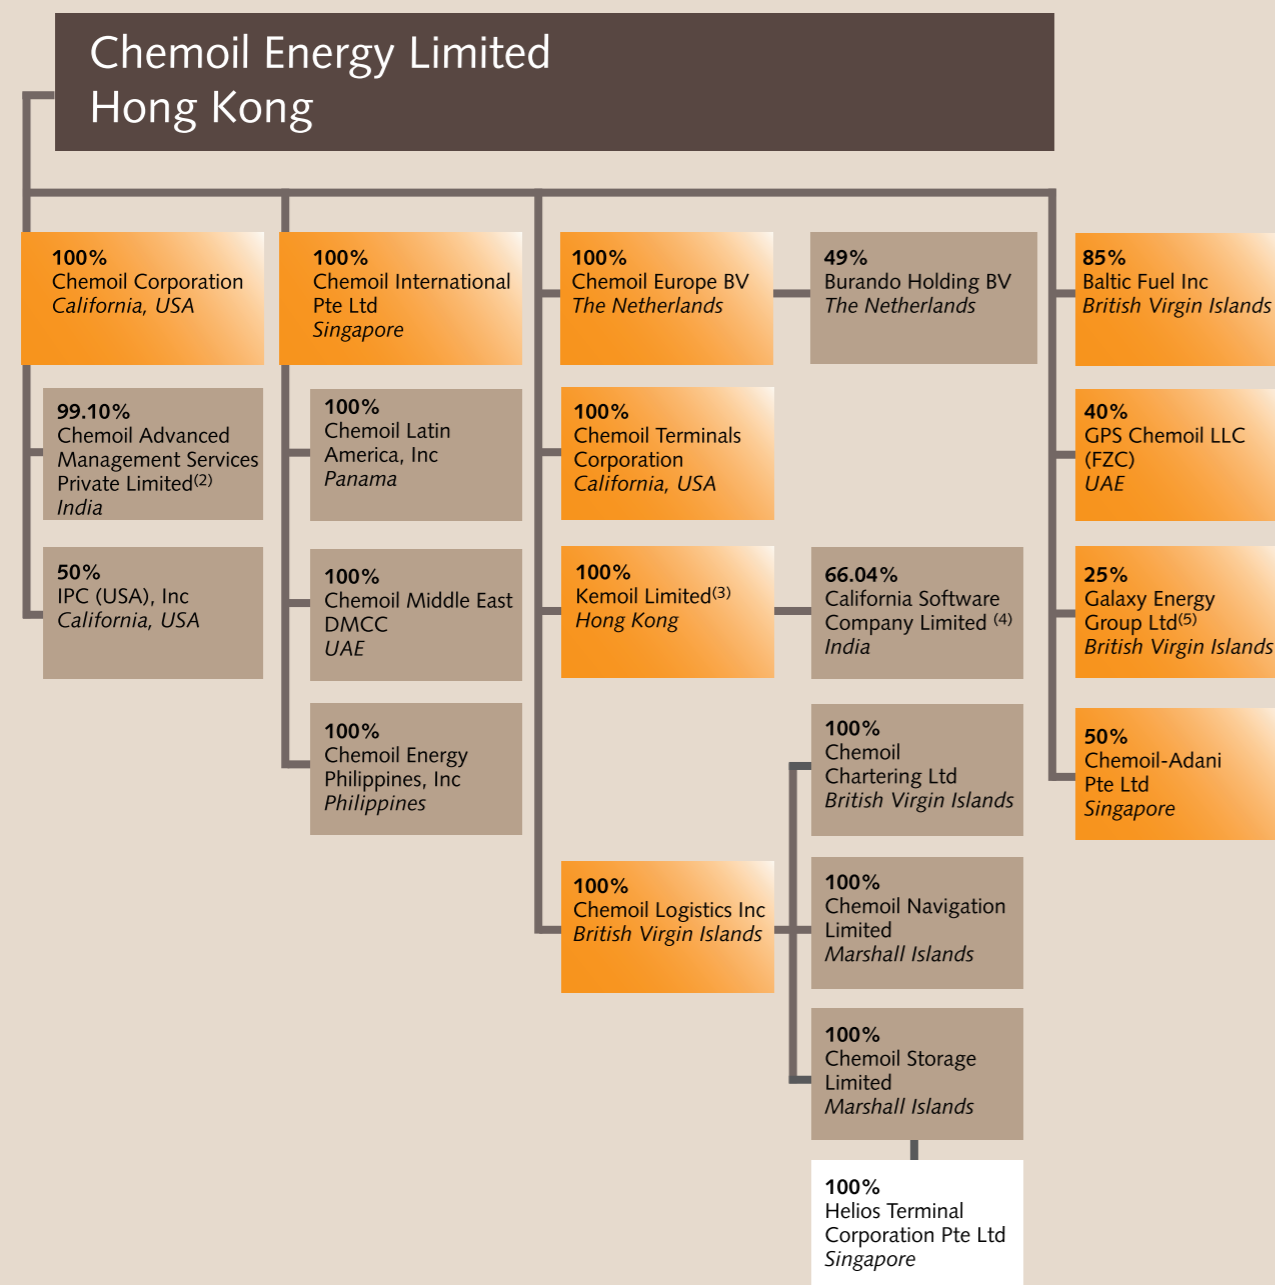 Chemoil Energy Limited
Hong Kong
100%
Chemoil Corporation
California, USA
99.10%
Chemoil Advanced
Management Services
Private Limited(2)
India
50%
IPC (USA), Inc
California, USA
100%
Chemoil International
Pte Ltd
Singapore
100%
Chemoil Latin
America, Inc
Panama
100%
Chemoil Middle East
DMCC
UAE
100%
Chemoil Energy
Philippines, Inc
Philippines
100%
Chemoil Europe BV
The Netherlands
49%
Burando Holding BV
The Netherlands
100%
Chemoil Terminals
Corporation
California, USA
100%
Kemoil Limited(3)
Hong Kong
66.04%
California Software
Company Limited (4)
India
100%
Chemoil Logistics Inc
British Virgin Islands
100%
Chemoil
Chartering Ltd
British Virgin Islands
100%
Chemoil Navigation
Limited
Marshall Islands
100%
Chemoil Storage
Limited
Marshall Islands
100%
Helios Terminal
Corporation Pte Ltd
Singapore
85%
Baltic Fuel Inc
British Virgin Islands
40%
GPS Chemoil LLC
(FZC)
UAE
25%
Galaxy Energy
Group Ltd(5)
British Virgin Islands
50%
Chemoil-Adani
Pte Ltd
Singapore